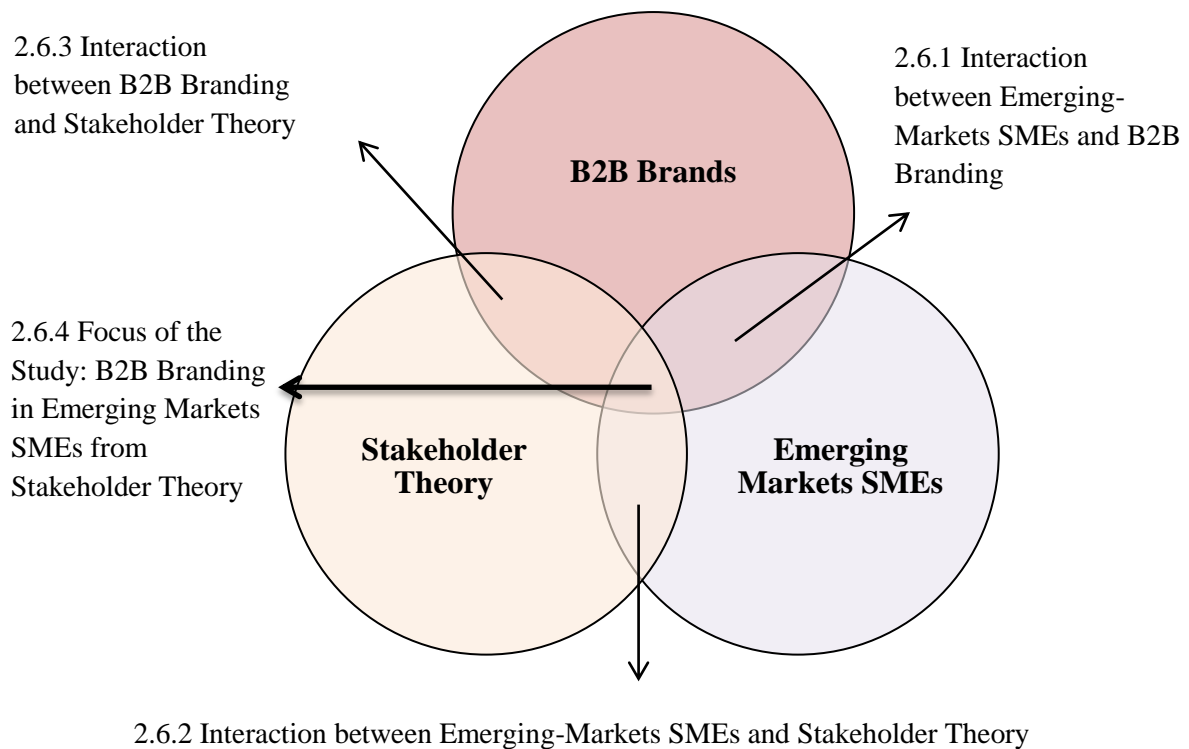 2.6.3 Interaction
between B2B Branding
and Stakeholder Theory
2.6.1 Interaction
between Emerging-
Markets SMEs and B2B
Branding
B2B Brands
2.6.4 Focus of the
Study: B2B Branding
in Emerging Markets
SMEs from
Stakeholder Theory
Stakeholder
Theory
Emerging
Markets SMEs
2.6.2 Interaction between Emerging-Markets SMEs and Stakeholder Theory